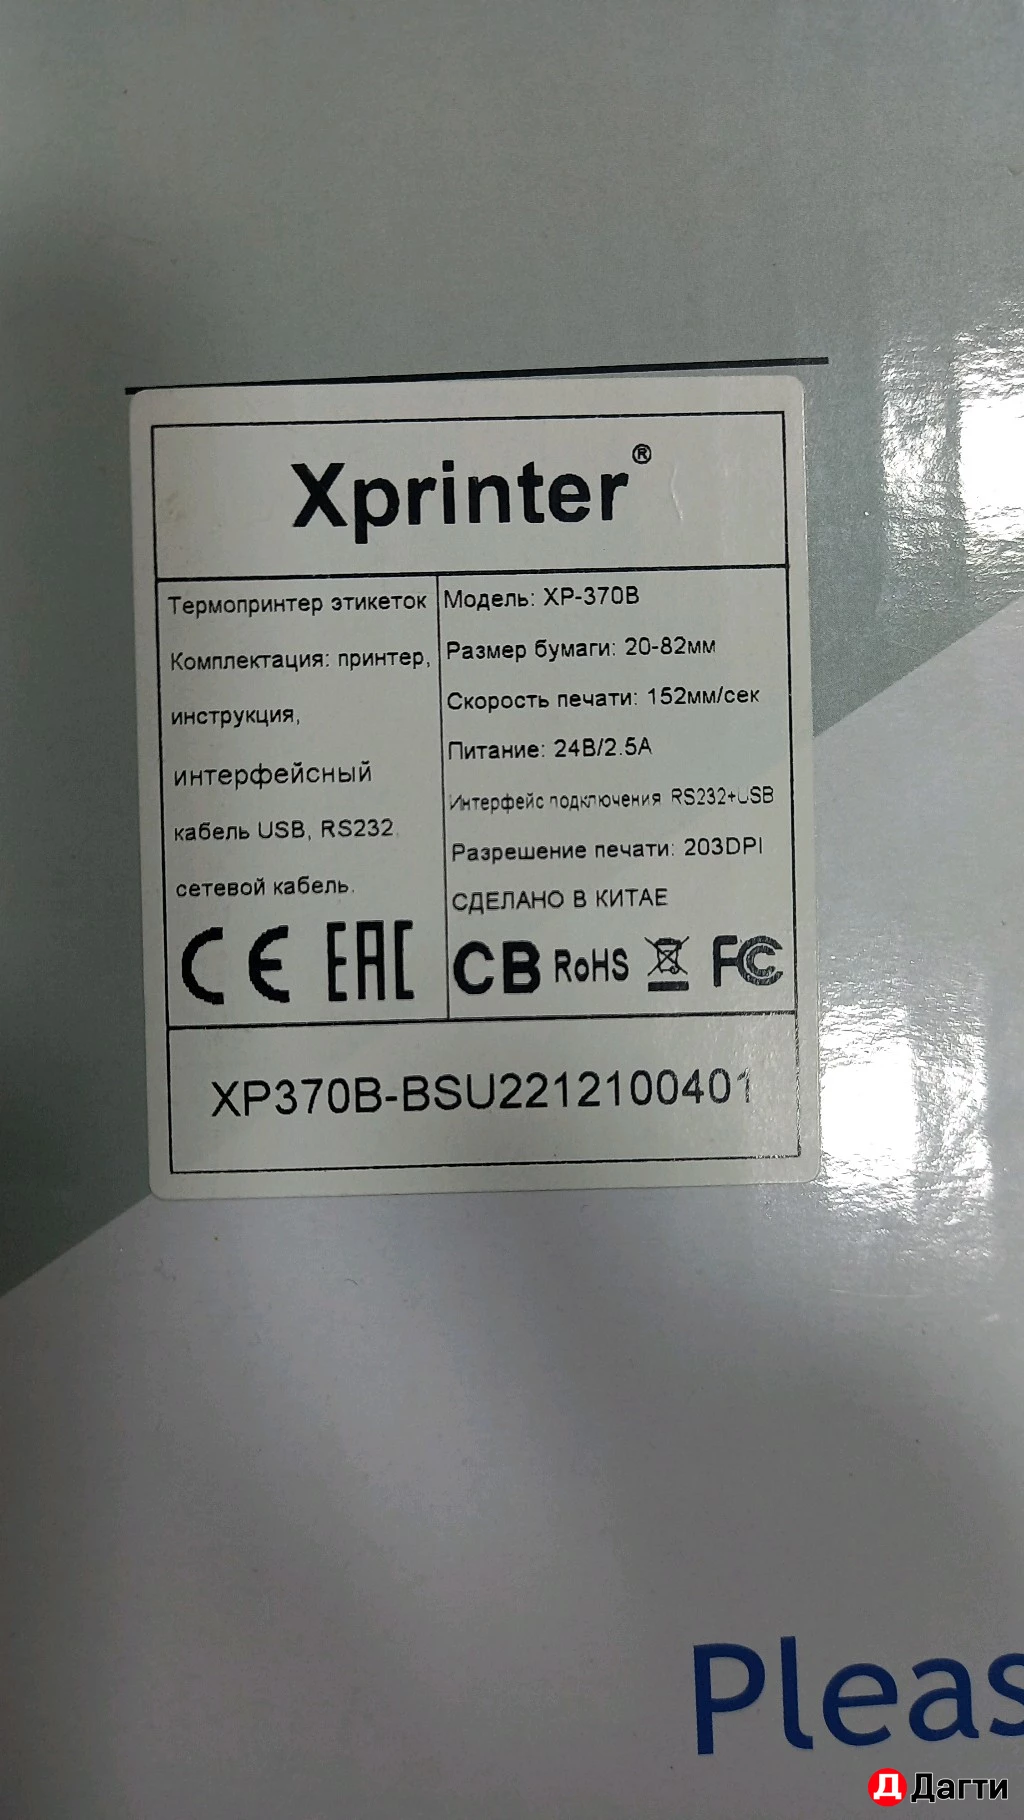 Xprinter®
Термопринтер этикеток
Комплектация: принтер,
инструкция,
интерфейсный
кабель USB, RS232
сетевой кабель.
CE EAC
Модель: XP-370B
Размер бумаги: 20-82мм
Скорость печати: 152мм/сек
Питание: 24В/2.5А
Интерфейс подключения RS232+USB
Разрешение печати: 203DPI
СДЕЛАНО В КИТАЕ
CB RoHS FC
XP370B-BSU2212100401
Pleas
Д Дагти